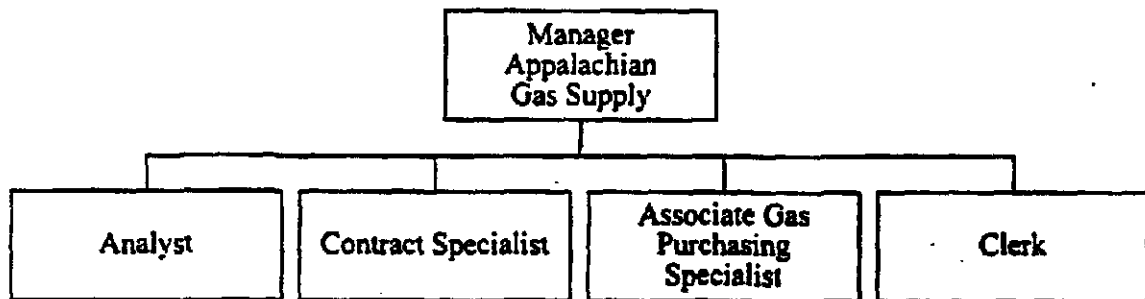 Manager
Appalachian
Gas Supply
Analyst
Contract Specialist
Associate Gas
Purchasing
Specialist
Clerk